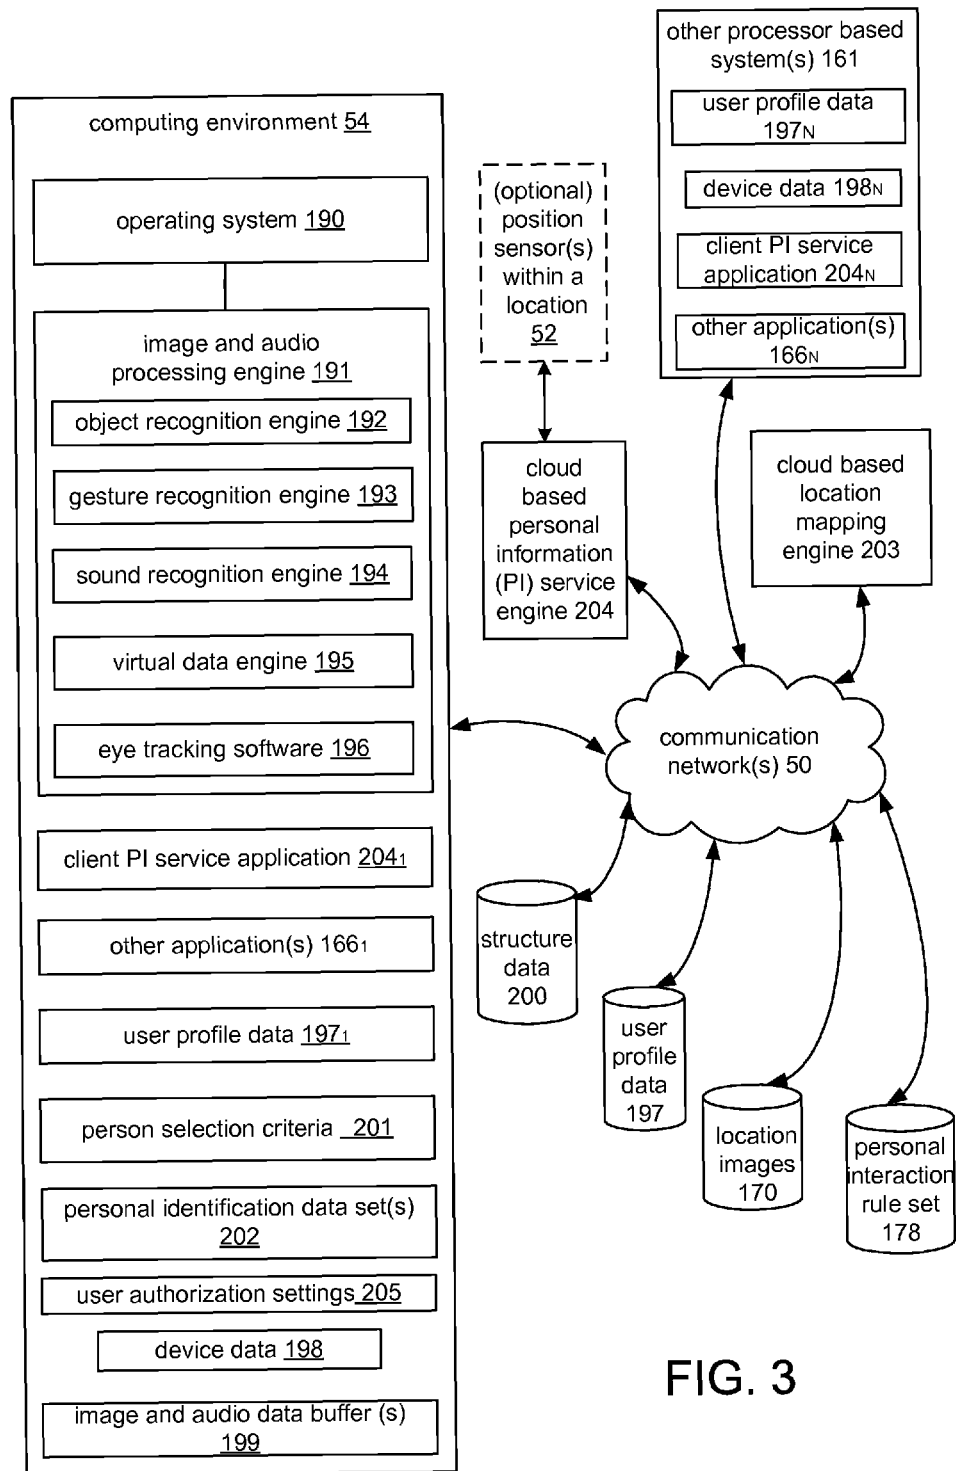 computing environment 54
operating system 190
image and audio
processing engine 191
object recognition engine 192
gesture recognition engine 193
sound recognition engine 194
virtual data engine 195
eye tracking software 196
client PI service application 204₁
other application(s) 166₁
user profile data 197₁
person selection criteria 201
personal identification data set(s)
202
user authorization settings 205
device data 198
image and audio data buffer (s)
199
(optional)
position
sensor(s)
within a
location
52
cloud
based
personal
information
(PI) service
engine 204
other processor based
system(s) 161
user profile data
197N
device data 198N
client PI service
application 204N
other application(s)
166N
cloud based
location
mapping
engine 203
communication
network(s) 50
structure
data
200
user
profile
data
197
location
images
170
personal
interaction
rule set
178
FIG. 3